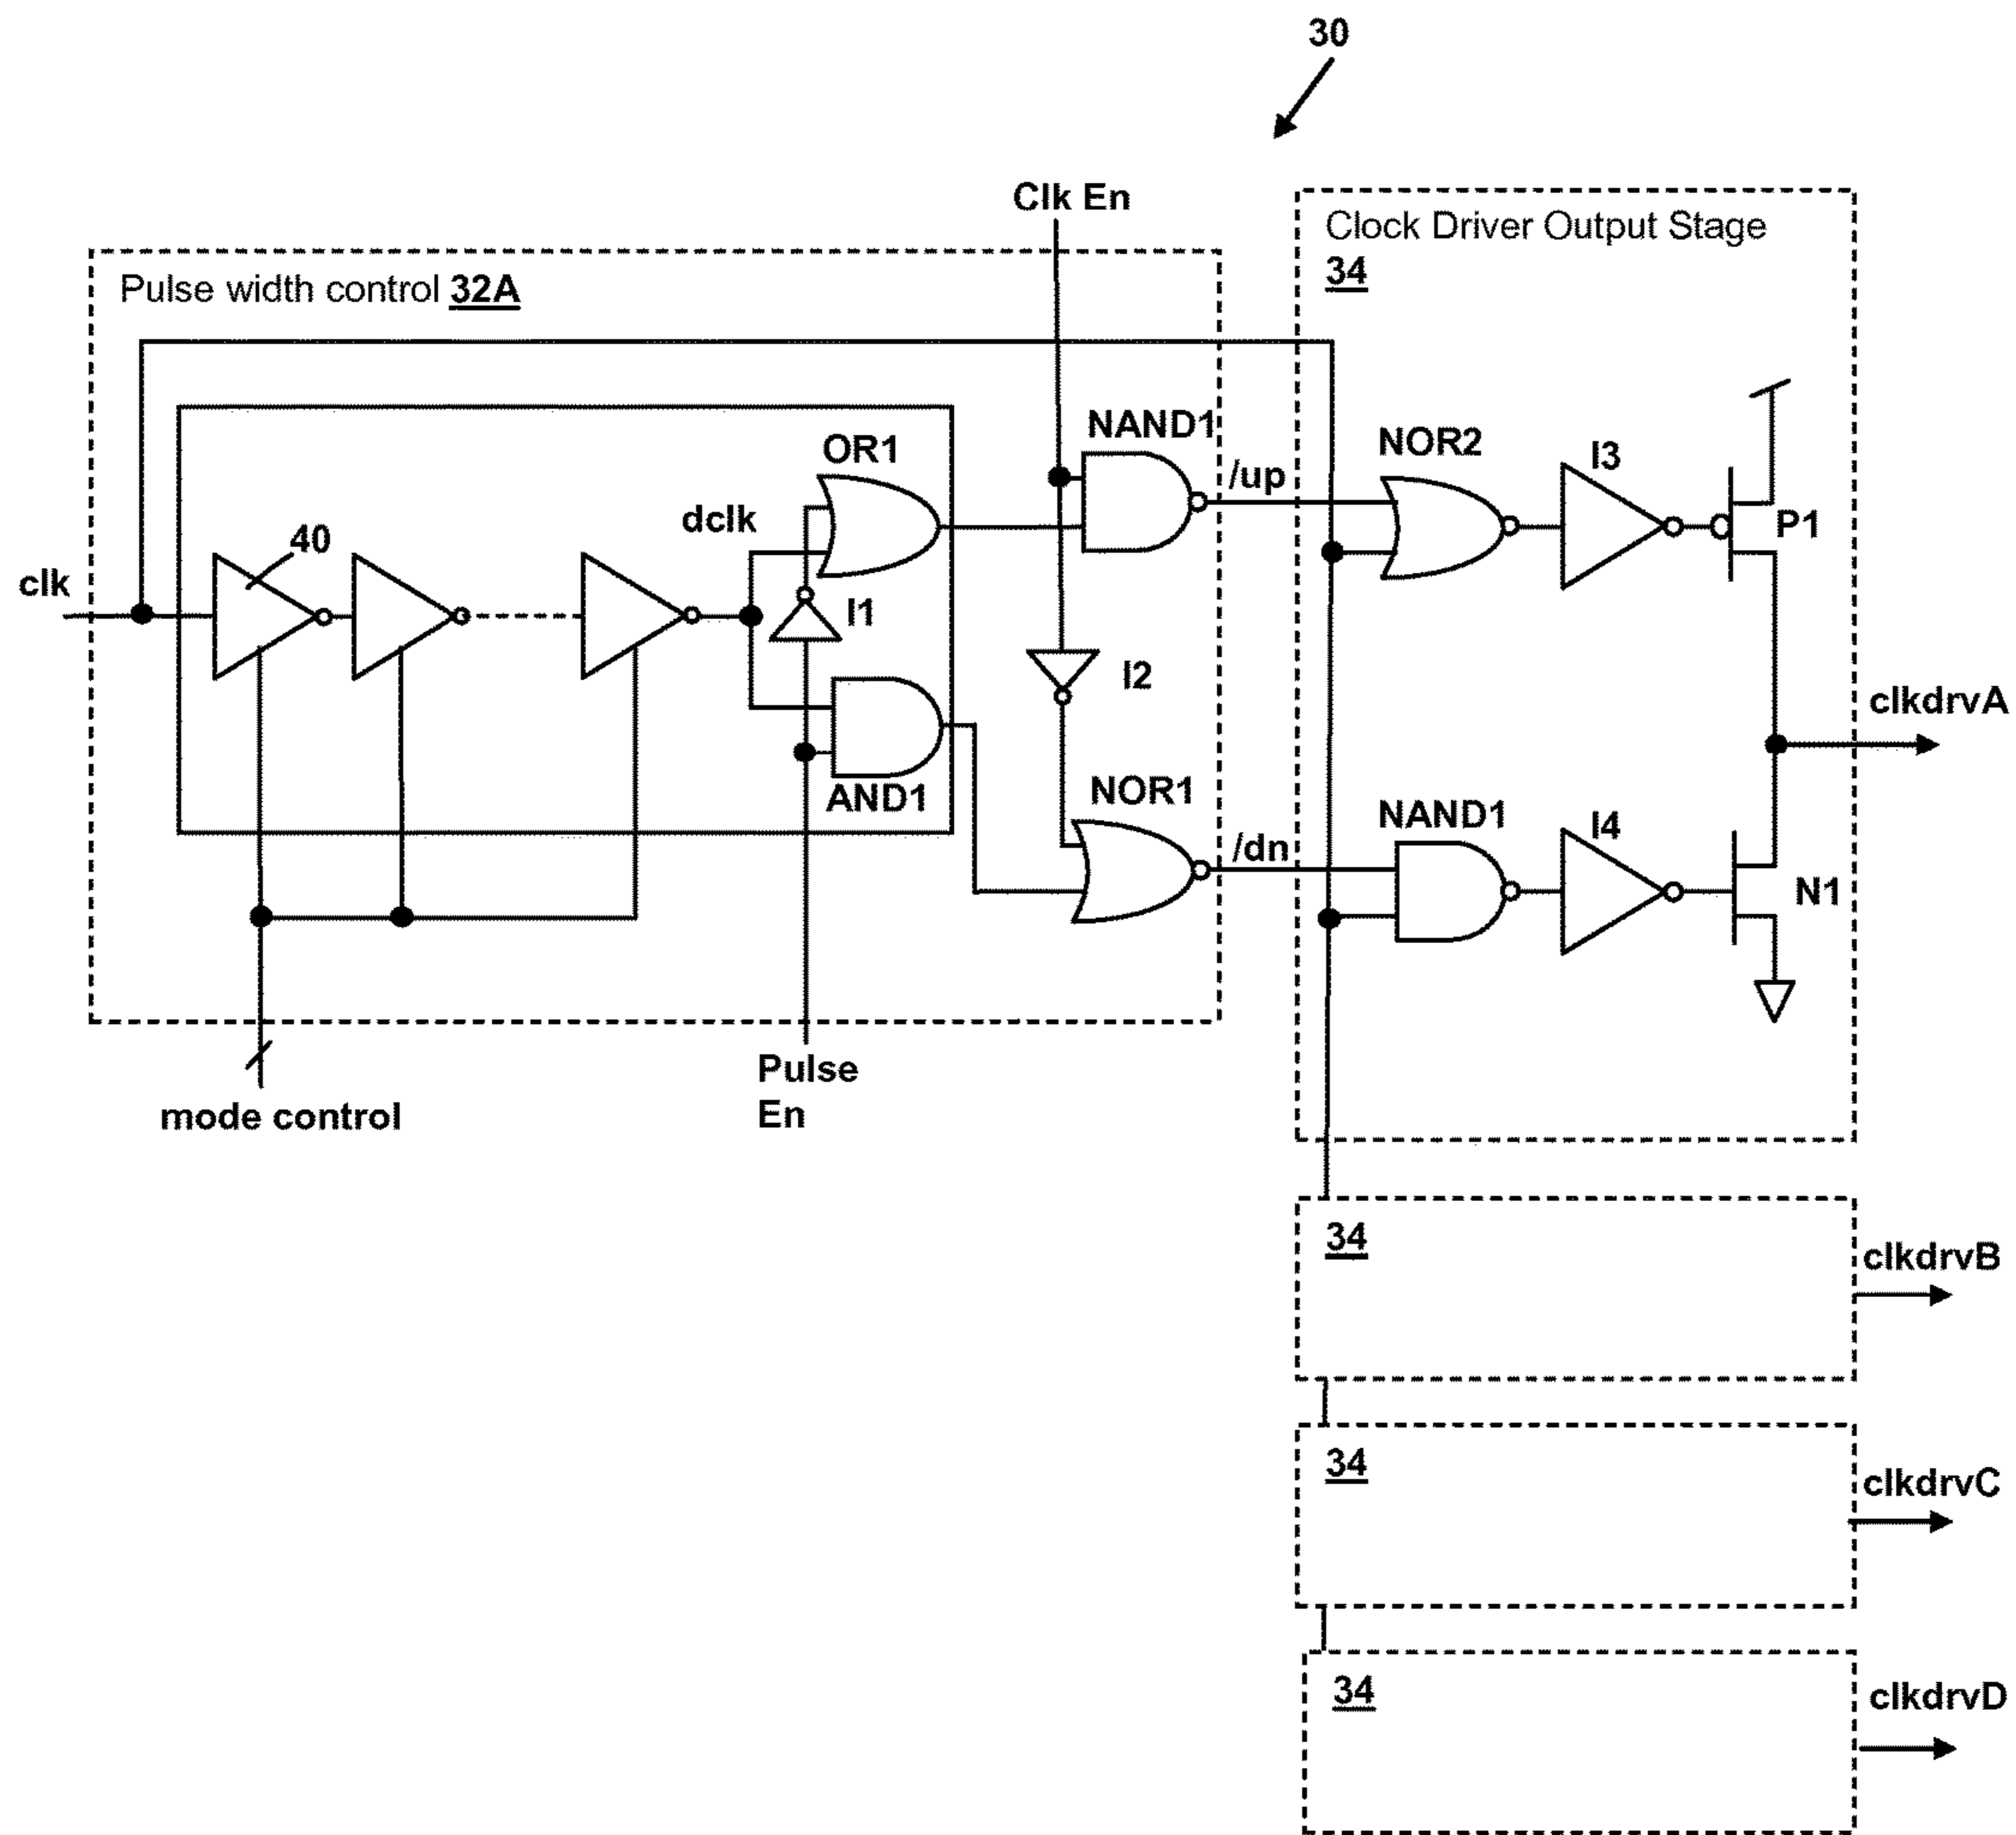 30
Clk En
Clock Driver Output Stage
34
Pulse width control 32A
NAND1
OR1
/up
NOR2
I3
dclk
P1
40
clk
I1
I2
clkdrvA
AND1
NOR1
NAND1
I4
/dn
N1
Pulse
En
mode control
34
clkdrvB
34
clkdrvC
34
clkdrvD